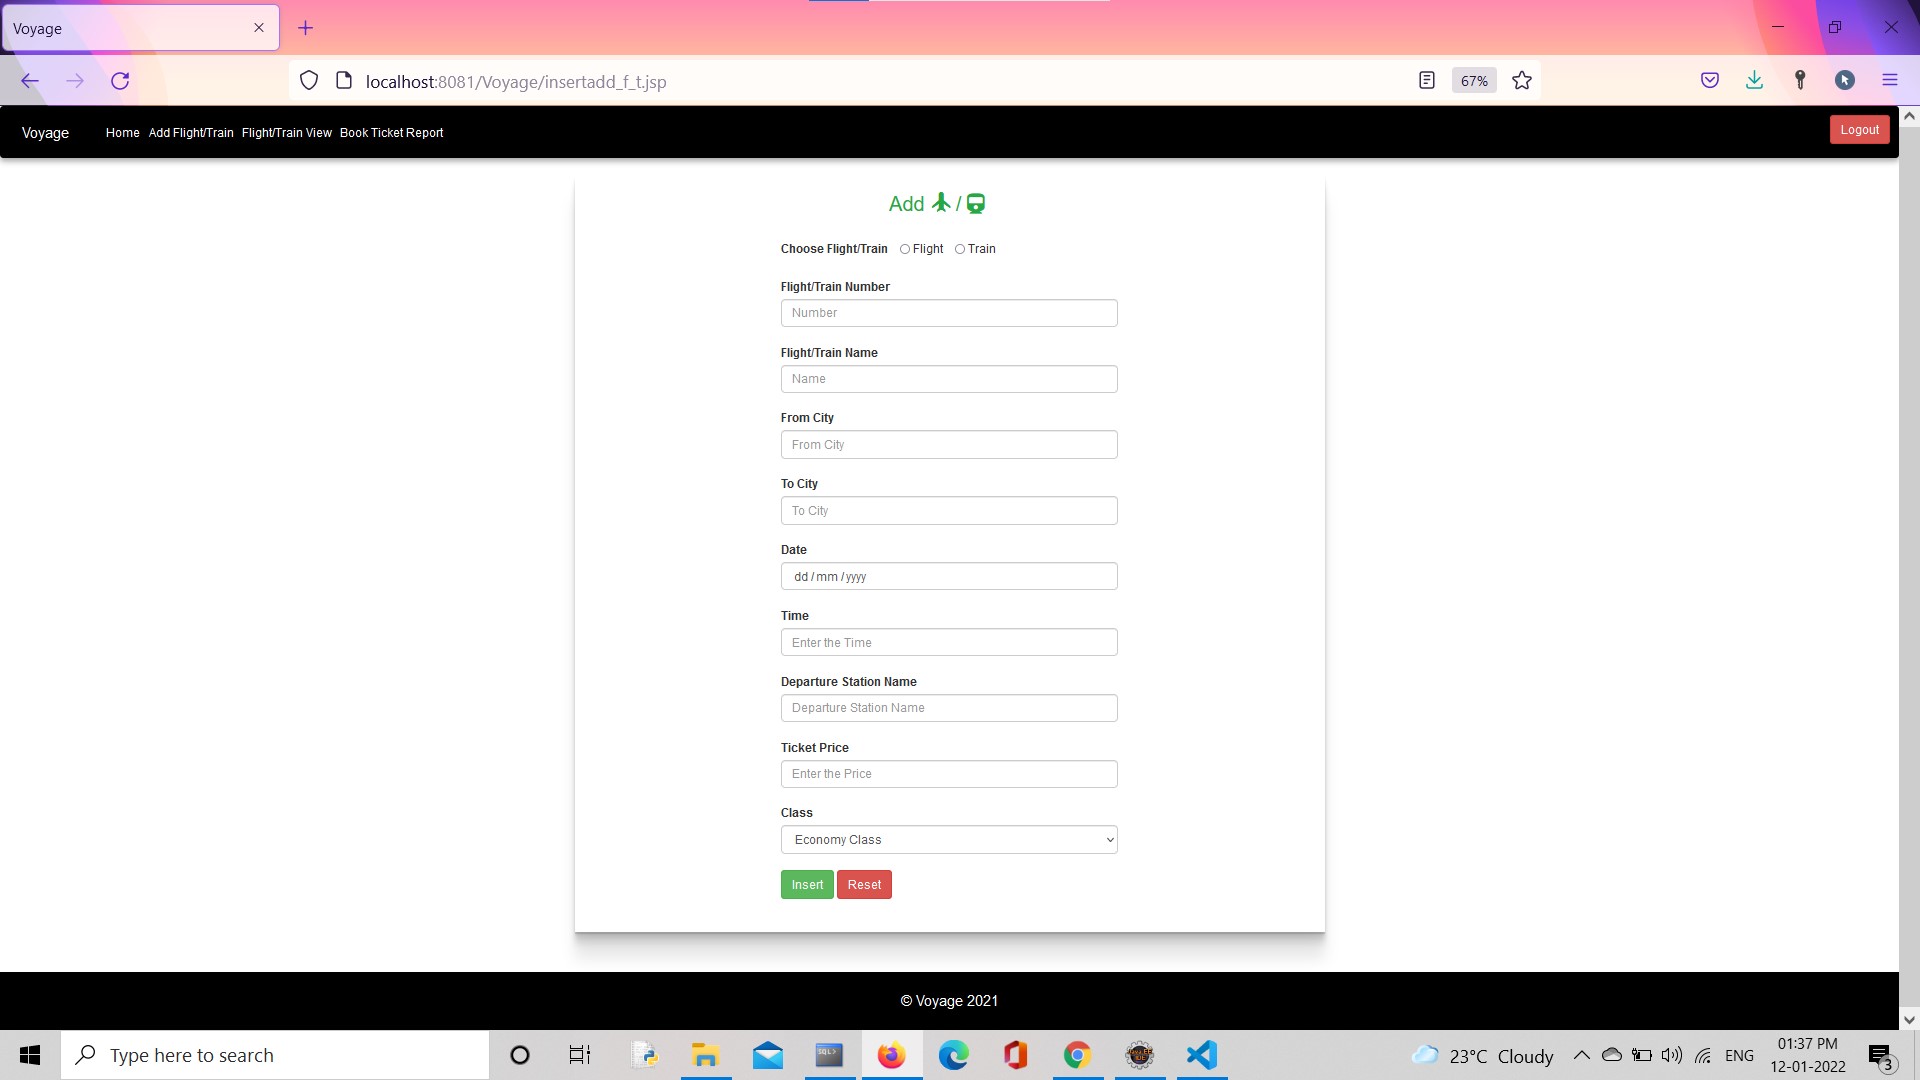 Voyage
localhost:8081/Voyage/insertadd_f_t.jsp
67%
Voyage Home Add Flight/Train Flight/Train View Book Ticket Report
Logout
Add /
Choose Flight/Train Flight Train
Flight/Train Number
Number
Flight/Train Name
Name
From City
From City
To City
To City
Date
dd/mm/yyyy
Time
Enter the Time
Departure Station Name
Departure Station Name
Ticket Price
Enter the Price
Class
Economy Class
Insert Reset
© Voyage 2021
Type here to search
SQL>
23°C Cloudy
ENG
01:37 PM
12-01-2022
3